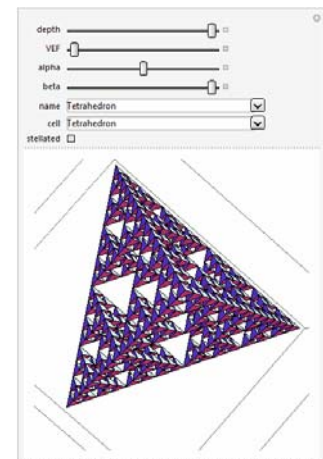 depth
VEF
alpha
beta
name Tetrahedron
cell Tetrahedron
stellated